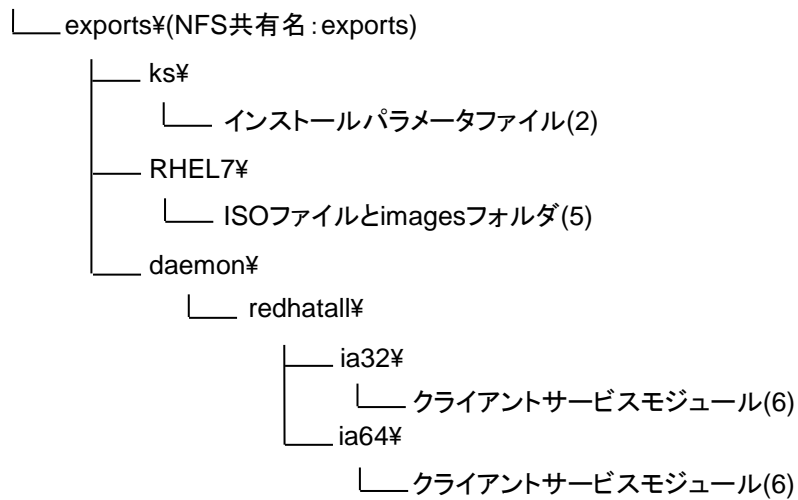 exports¥(NFS共有名:exports)
ks¥
インストールパラメータファイル(2)
RHEL7¥
ISOファイルとimagesフォルダ(5)
daemon¥
redhatall¥
ia32¥
クライアントサービスモジュール(6)
ia64¥
クライアントサービスモジュール(6)